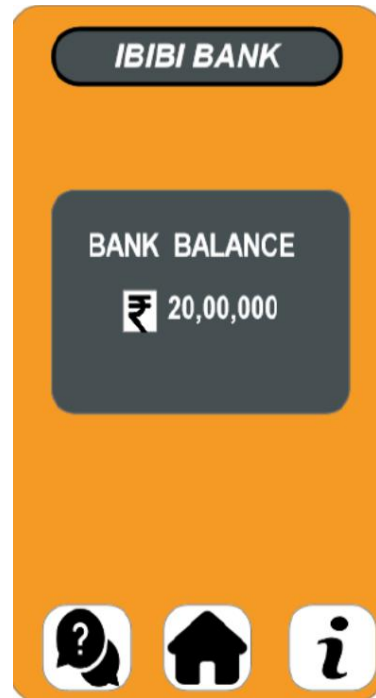 IBIBI BANK
BANK BALANCE
₹ 20,00,000
?
i